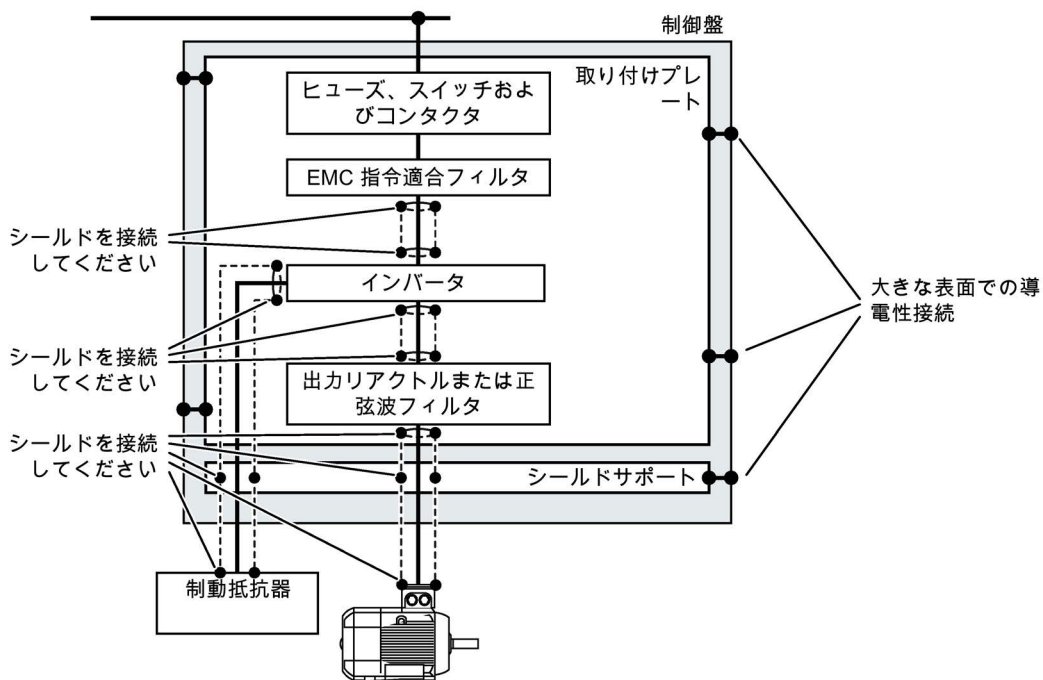 制御盤
取り付けプレ
ート
ヒューズ、スイッチおよ
びコンタクタ
EMC 指令適合フィルタ
シールドを接続
してください
インバータ
大きな表面での導
電性接続
シールドを接続
してください
出力リアクトルまたは正
弦波フィルタ
シールドを接続
してください
シールドサポート
制動抵抗器